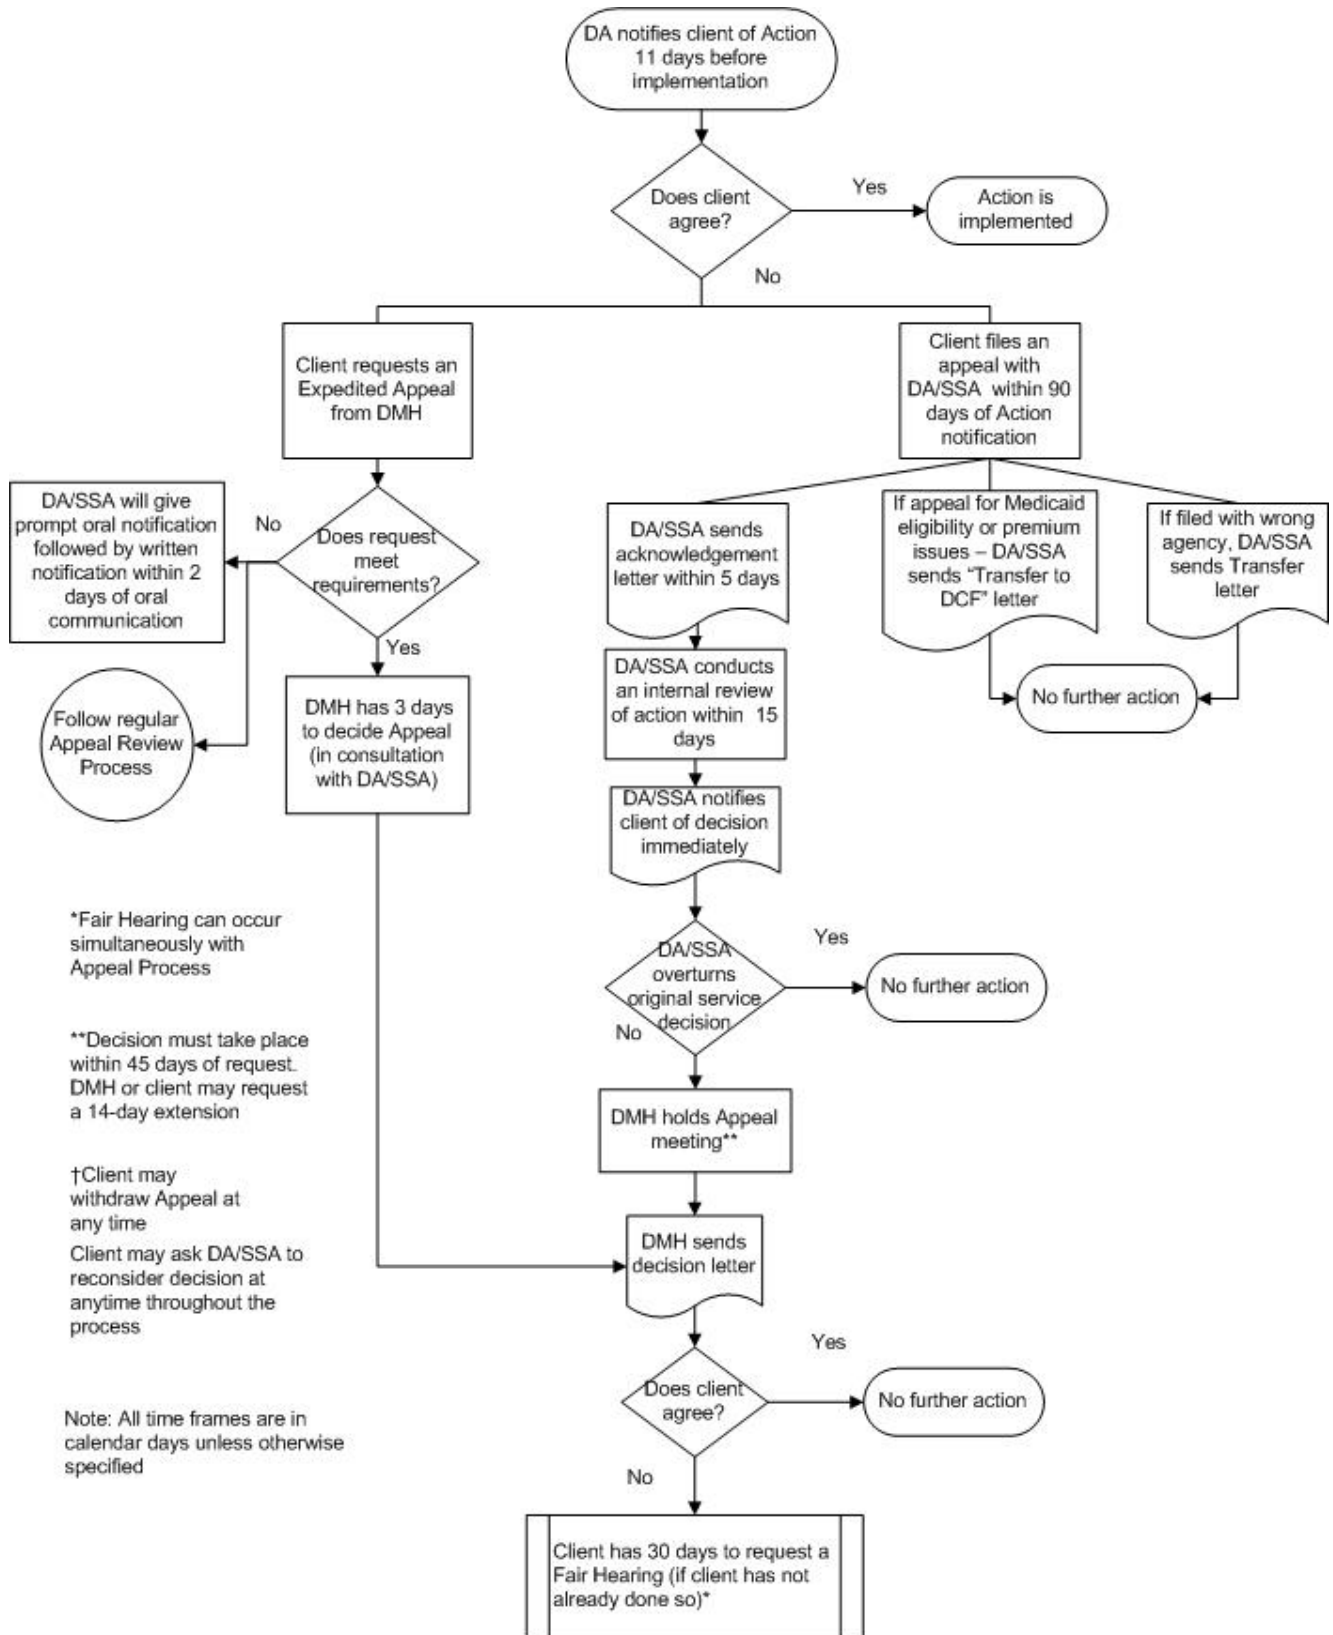 DA notifies client of Action
11 days before
implementation
Does client
agree?
Yes
Action is
implemented
No
Client requests an
Expedited Appeal
from DMH
Client files an
appeal with
DA/SSA within 90
days of Action
notification
DA/SSA will give
prompt oral notification
followed by written
notification within 2
days of oral
communication
No
Does request
meet
requirements?
Yes
DA/SSA sends
acknowledgement
letter within 5 days
If appeal for Medicaid
eligibility or premium
issues – DA/SSA
sends “Transfer to
DCF” letter
If filed with wrong
agency, DA/SSA
sends Transfer
letter
Follow regular
Appeal Review
Process
DMH has 3 days
to decide Appeal
(in consultation
with DA/SSA)
DA/SSA conducts
an internal review
of action within 15
days
No further action
DA/SSA notifies
client of decision
immediately
*Fair Hearing can occur
simultaneously with
Appeal Process
DA/SSA
overturns
original service
decision
Yes
No further action
No
**Decision must take place
within 45 days of request.
DMH or client may request
a 14-day extension
DMH holds Appeal
meeting**
†Client may
withdraw Appeal at
any time
Client may ask DA/SSA to
reconsider decision at
anytime throughout the
process
DMH sends
decision letter
Does client
agree?
Yes
No further action
No
Note: All time frames are in
calendar days unless otherwise
specified
Client has 30 days to request a
Fair Hearing (if client has not
already done so)*